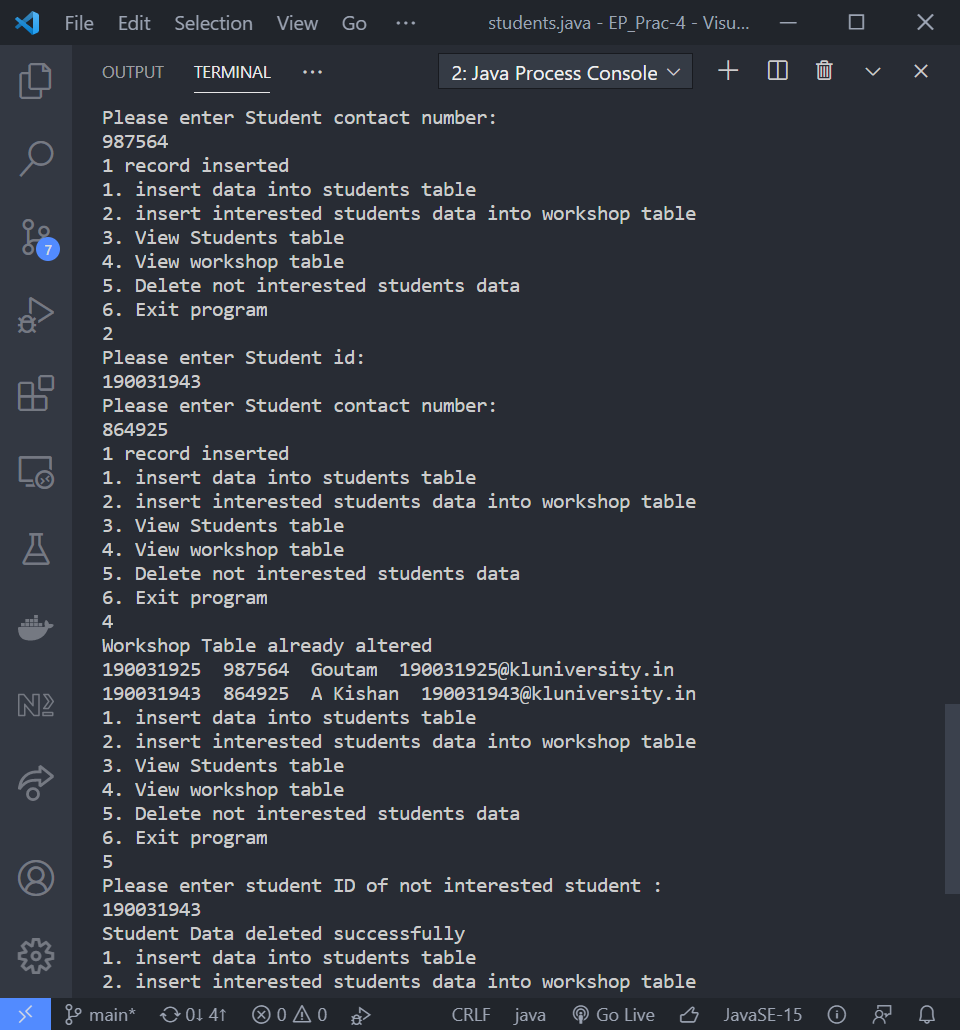 File Edit Selection View Go ··· students.java - EP_Prac-4 - Visu...
OUTPUT TERMINAL ··· 2: Java Process Console
Please enter Student contact number:
987564
1 record inserted
1. insert data into students table
2. insert interested students data into workshop table
3. View Students table
4. View workshop table
5. Delete not interested students data
6. Exit program
2
Please enter Student id:
190031943
Please enter Student contact number:
864925
1 record inserted
1. insert data into students table
2. insert interested students data into workshop table
3. View Students table
4. View workshop table
5. Delete not interested students data
6. Exit program
4
Workshop Table already altered
190031925  987564  Goutam  190031925@kluniversity.in
190031943  864925  A Kishan  190031943@kluniversity.in
1. insert data into students table
2. insert interested students data into workshop table
3. View Students table
4. View workshop table
5. Delete not interested students data
6. Exit program
5
Please enter student ID of not interested student :
190031943
Student Data deleted successfully
1. insert data into students table
2. insert interested students data into workshop table
7
N
main* 0↓ 4↑ 0 0 CRLF java Go Live JavaSE-15